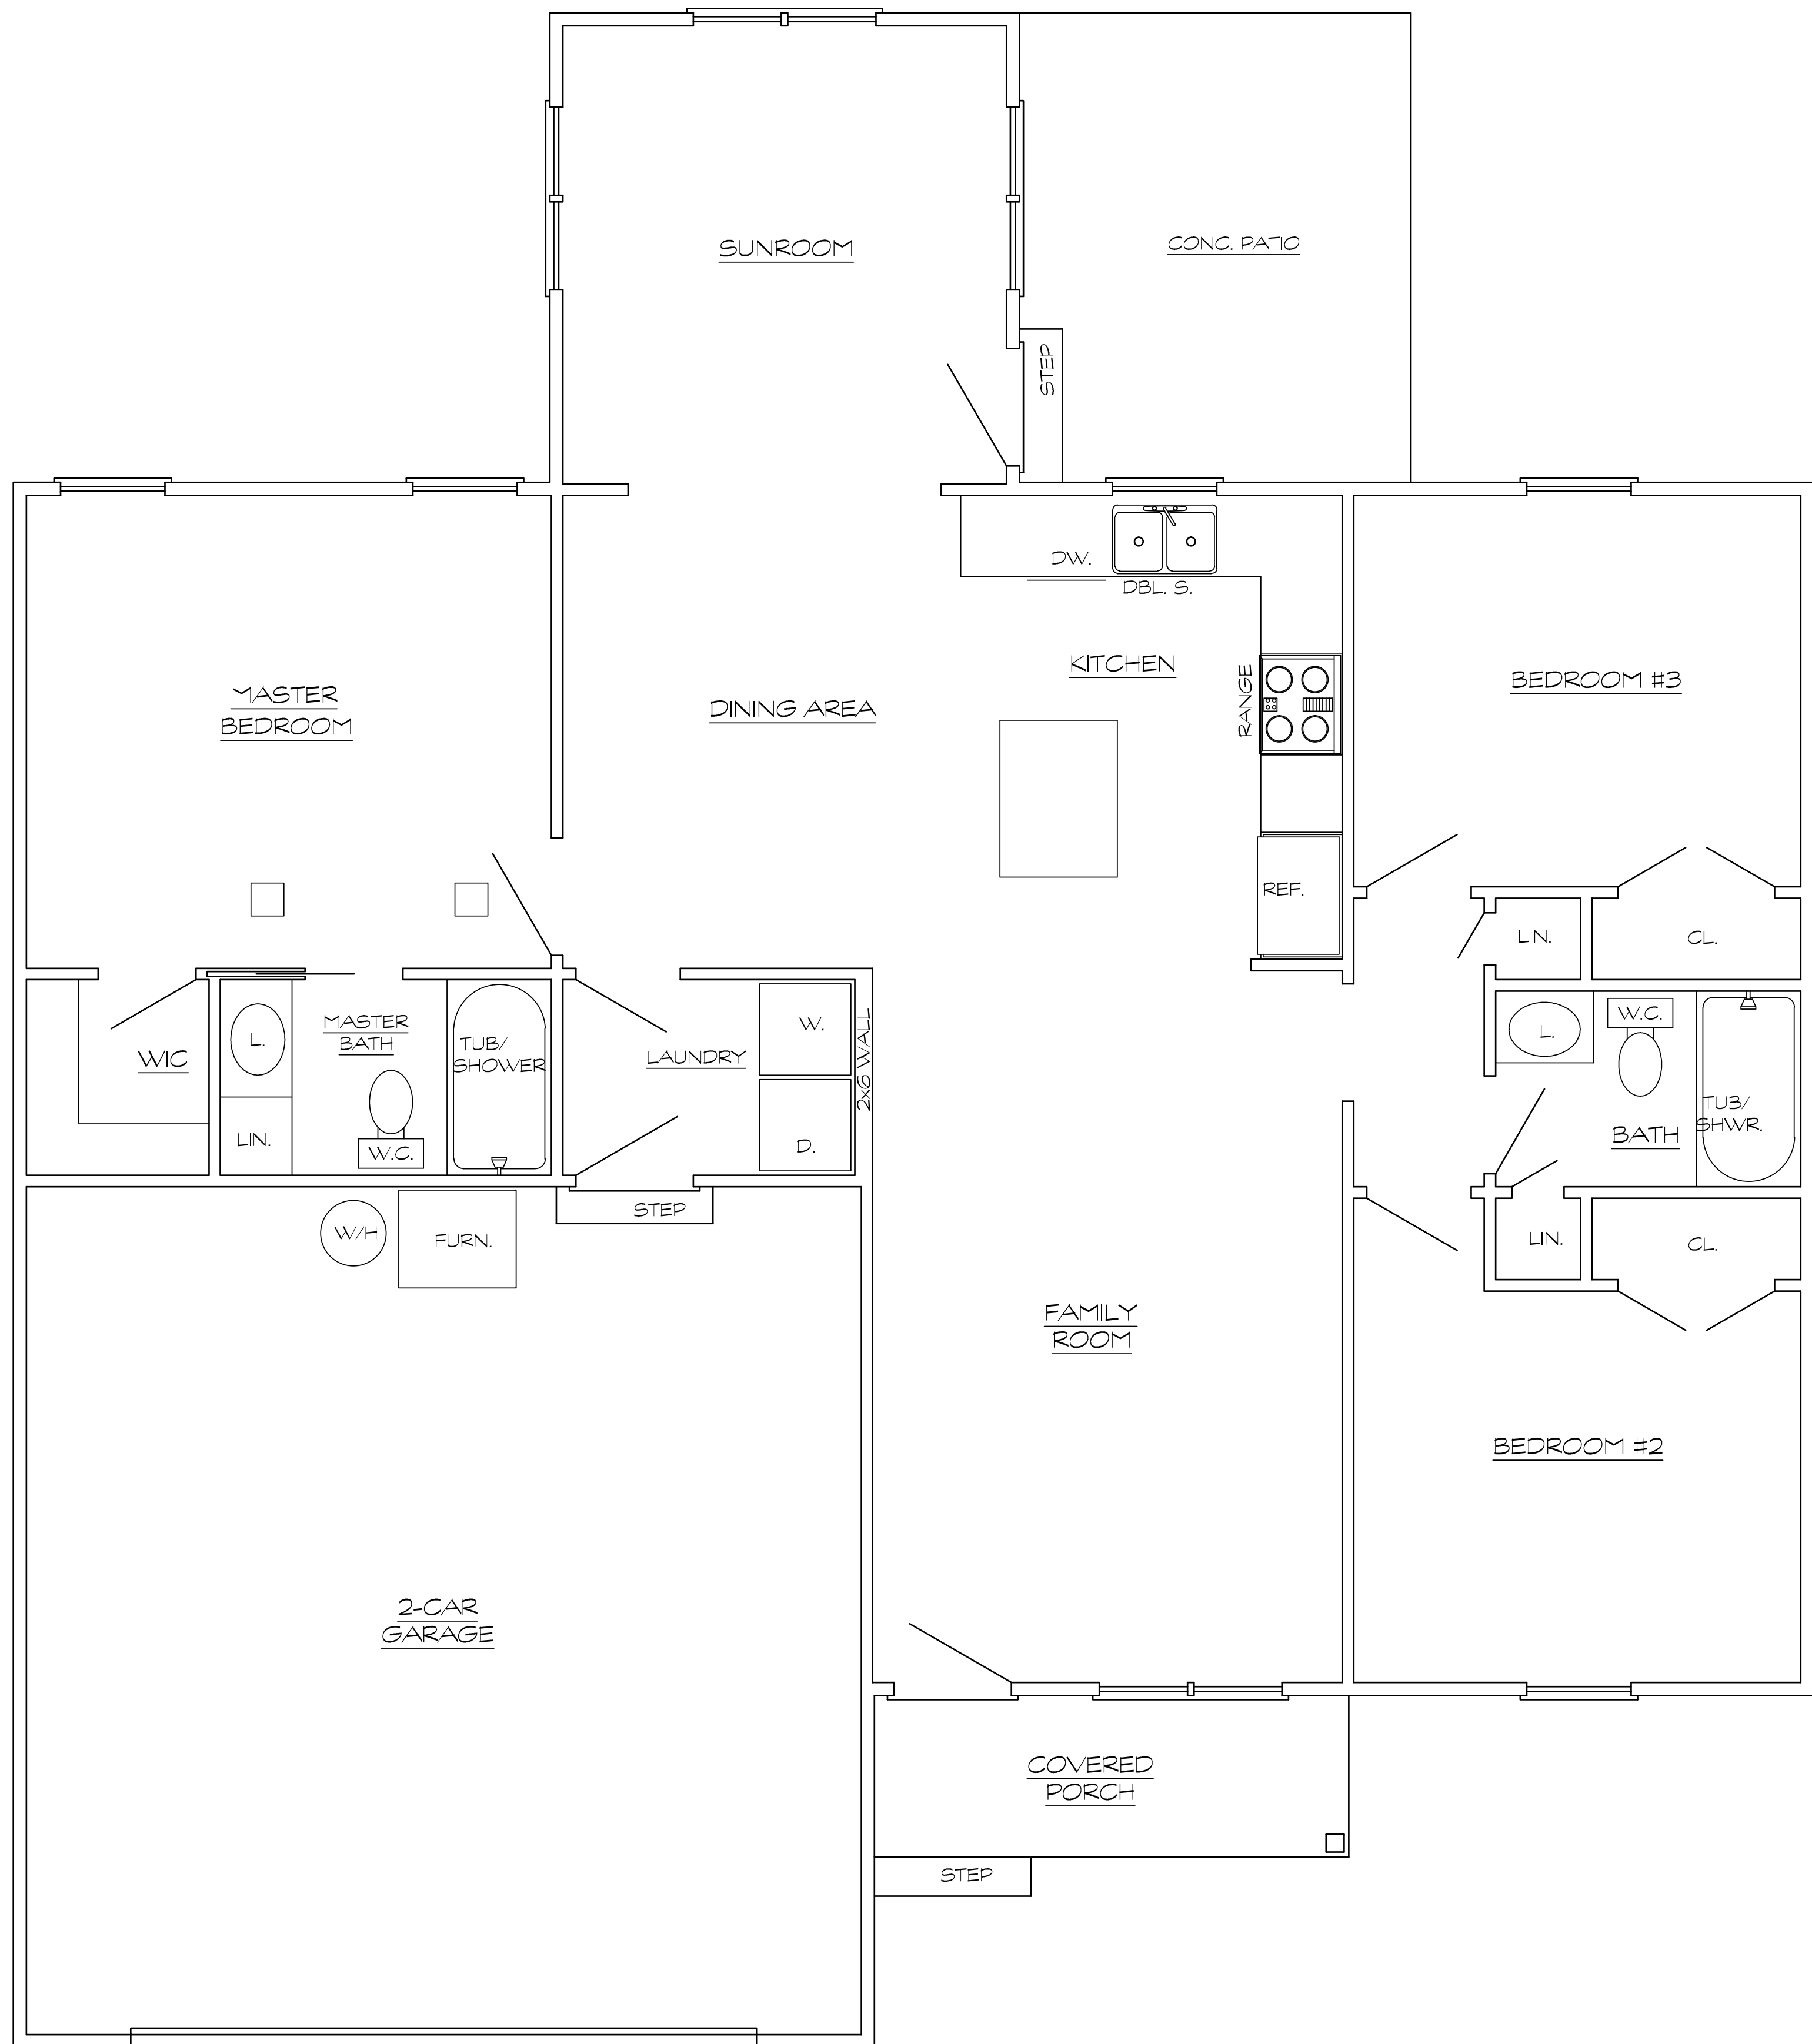 SUNROOM
CONC. PATIO
STEP
DW.
DBL. S.
KITCHEN
RANGE
MASTER
BEDROOM
DINING AREA
BEDROOM #3
REF.
LIN.
CL.
WIC
L.
MASTER
BATH
TUB/
SHOWER
LIN.
W.C.
LAUNDRY
W.
D.
2x6 WALL
L.
W.C.
TUB/
SHWR.
BATH
STEP
W/H
FURN.
LIN.
CL.
FAMILY
ROOM
BEDROOM #2
2-CAR
GARAGE
COVERED
PORCH
STEP